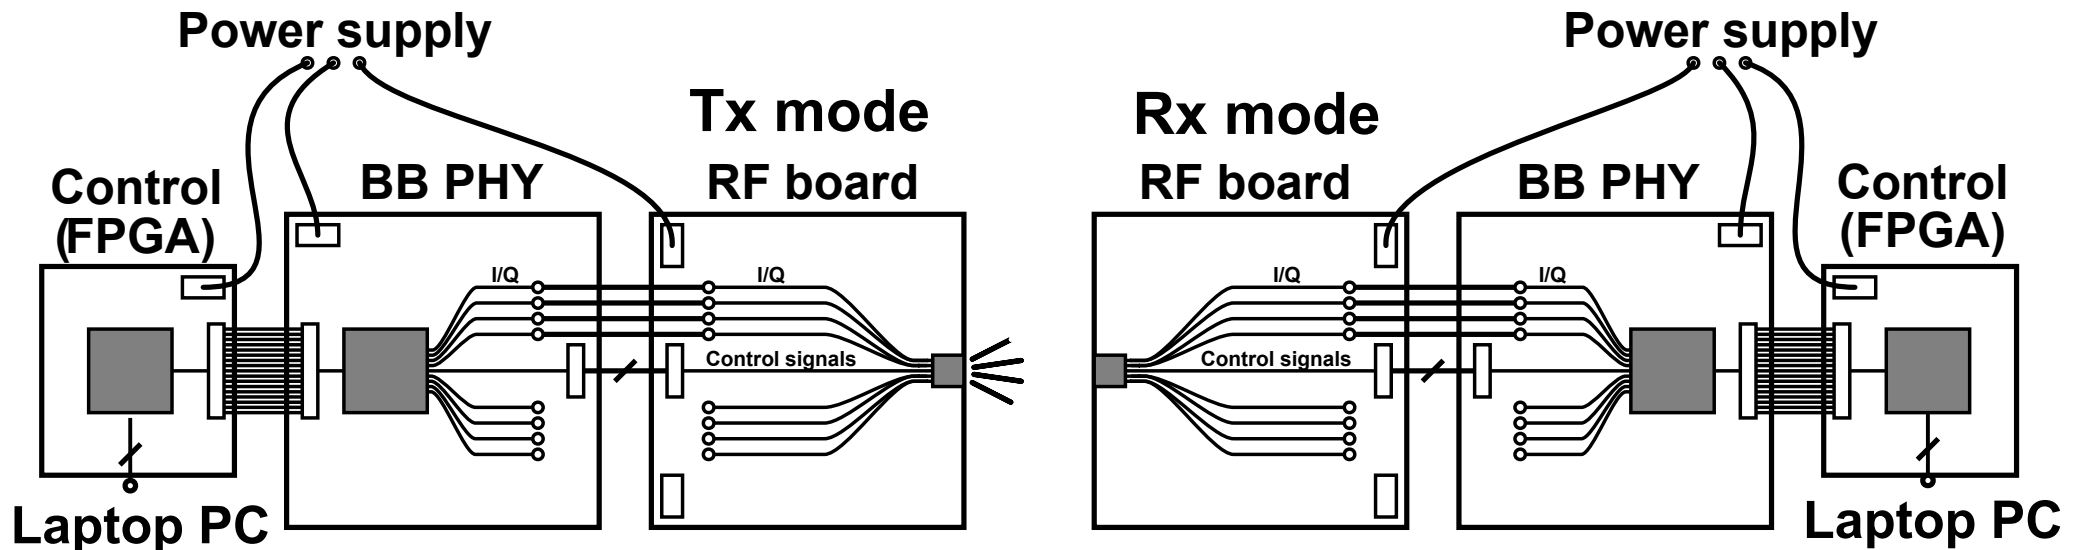 Power supply
Power supply
Tx mode
Rx mode
Control
(FPGA)
BB PHY
RF board
RF board
BB PHY
Control
(FPGA)
I/Q
I/Q
I/Q
I/Q
Control signals
Control signals
Laptop PC
Laptop PC